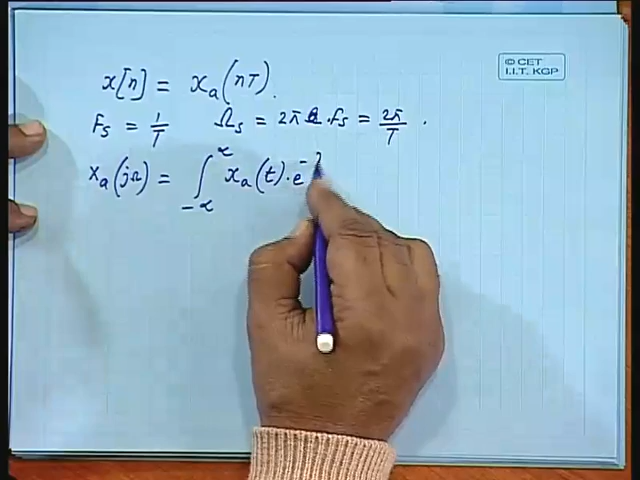 © CET
I.I.T. KGP
x[n] = xₐ(nT).
Fₛ = 1/T Ωₛ = 2π.fₛ = 2π/T .
Xₐ(jΩ) = ∫_{-∝}^{∝} xₐ(t)·e⁻